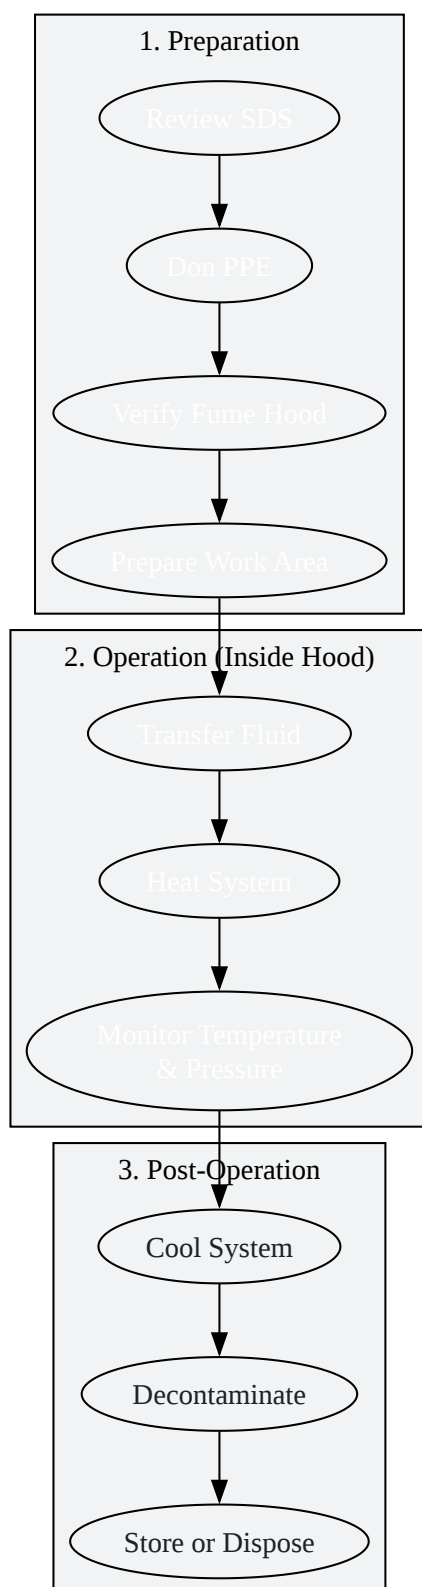 1. Preparation
Review SDS
Don PPE
Verify Fume Hood
Prepare Work Area
2. Operation (Inside Hood)
Transfer Fluid
Heat System
Monitor Temperature
& Pressure
3. Post-Operation
Cool System
Decontaminate
Store or Dispose